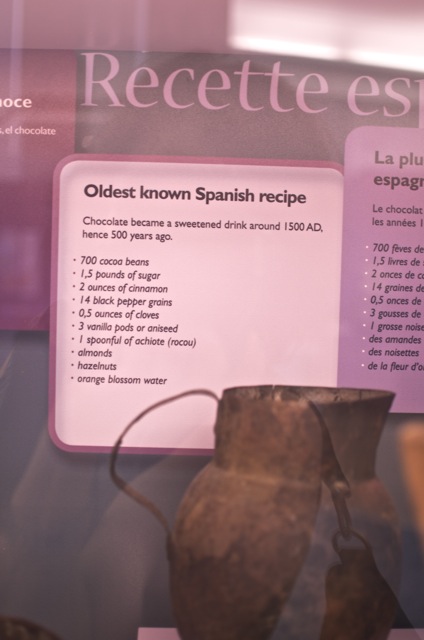 Recette
oce
, el chocolate
Oldest known Spanish recipe
Chocolate became a sweetened drink around 1500 AD,
hence 500 years ago.
• 700 cocoa beans
• 1,5 pounds of sugar
• 2 ounces of cinnamon
• 14 black pepper grains
• 0,5 ounces of cloves
• 3 vanilla pods or aniseed
• 1 spoonful of achiote (rocou)
• almonds
• hazelnuts
• orange blossom water
La plu
espagn
Le chocolat
les années 1
• 700 fèves de
• 1,5 livres de
• 2 onces de c
• 14 graines de
• 0,5 onces de
• 3 gousses de
• 1 grosse nois
• des amandes
• des noisettes
• de la fleur d'o